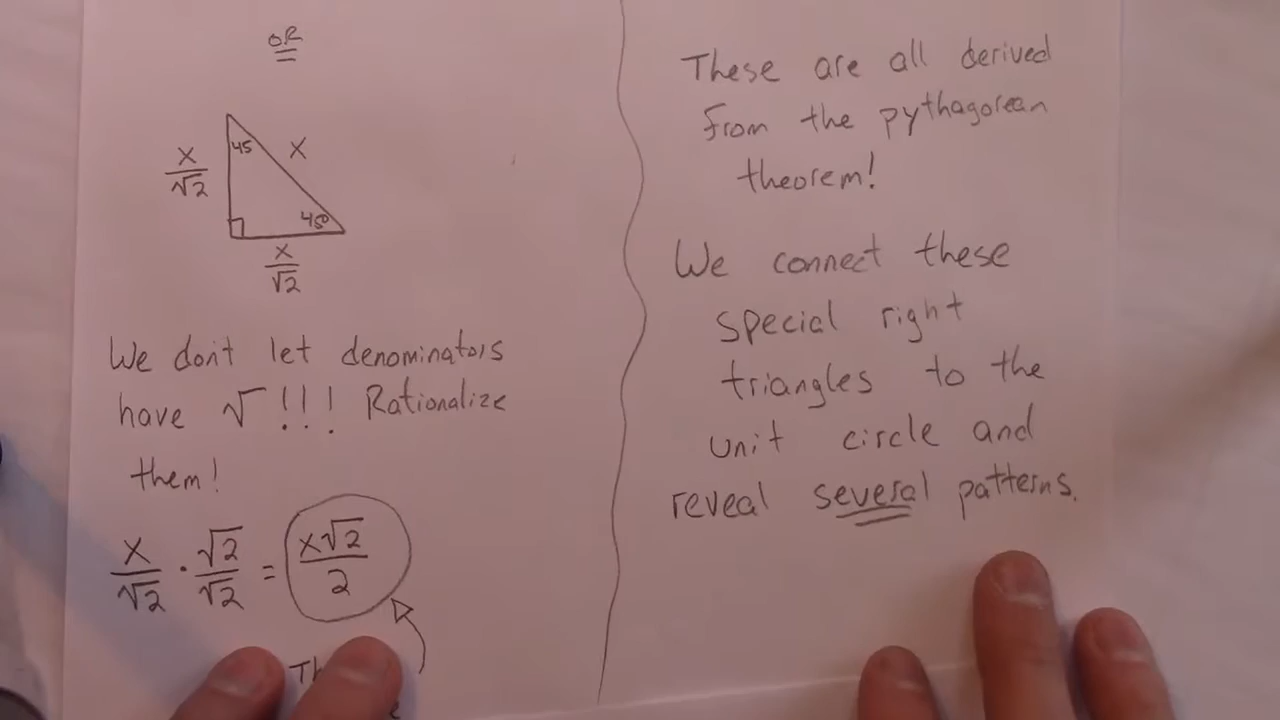 OR
45
x
x/√2
45°
x/√2
We don't let denominators
have √ !!! Rationalize
them!
x/√2 · √2/√2 = x√2/2
These are all derived
from the pythagorean
theorem!
We connect these
special right
triangles to the
unit circle and
reveal several patterns.